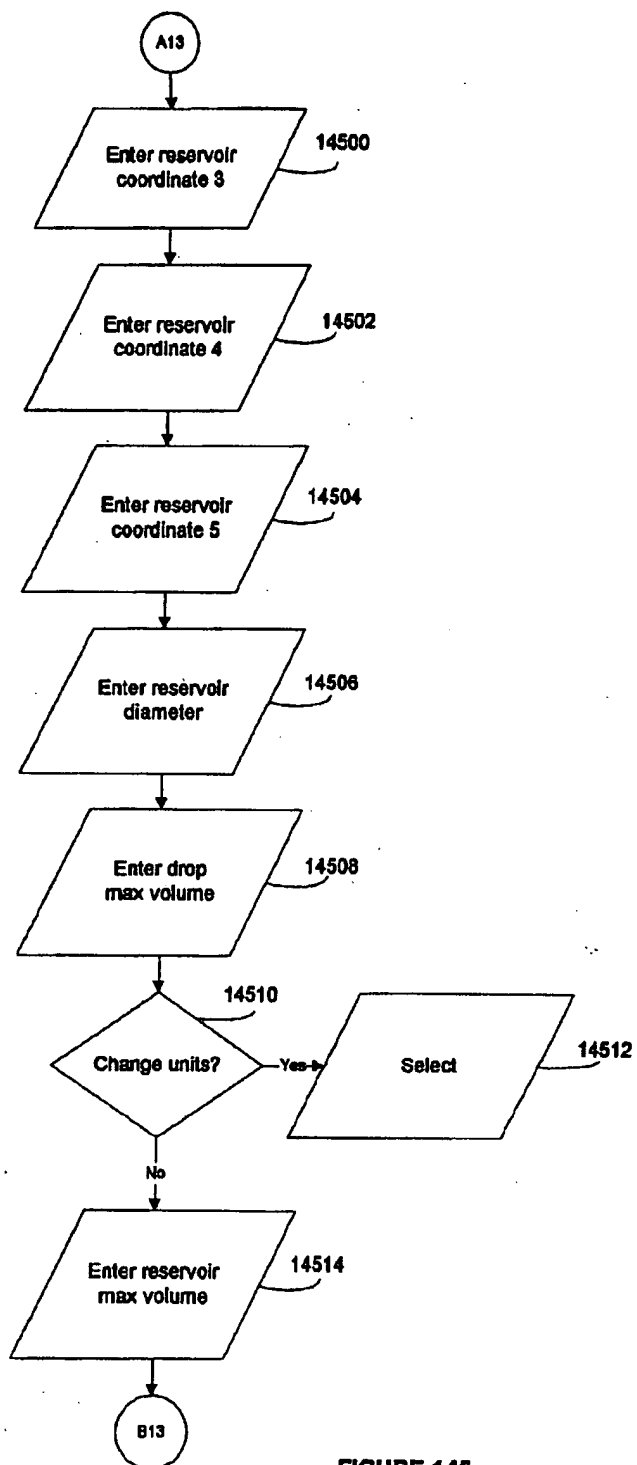 A13
Enter reservoir
coordinate 3
14500
Enter reservoir
coordinate 4
14502
Enter reservoir
coordinate 5
14504
Enter reservoir
diameter
14506
Enter drop
max volume
14508
14510
Change units?
Yes
Select
14512
No
Enter reservoir
max volume
14514
B13
FIGURE 145